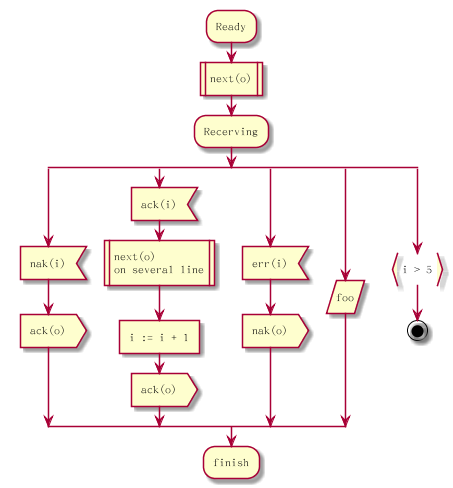 Ready
next(o)
Recerving
nak(i)
ack(o)
ack(i)
next(o)
on several line
i := i + 1
ack(o)
err(i)
nak(o)
foo
i > 5
finish